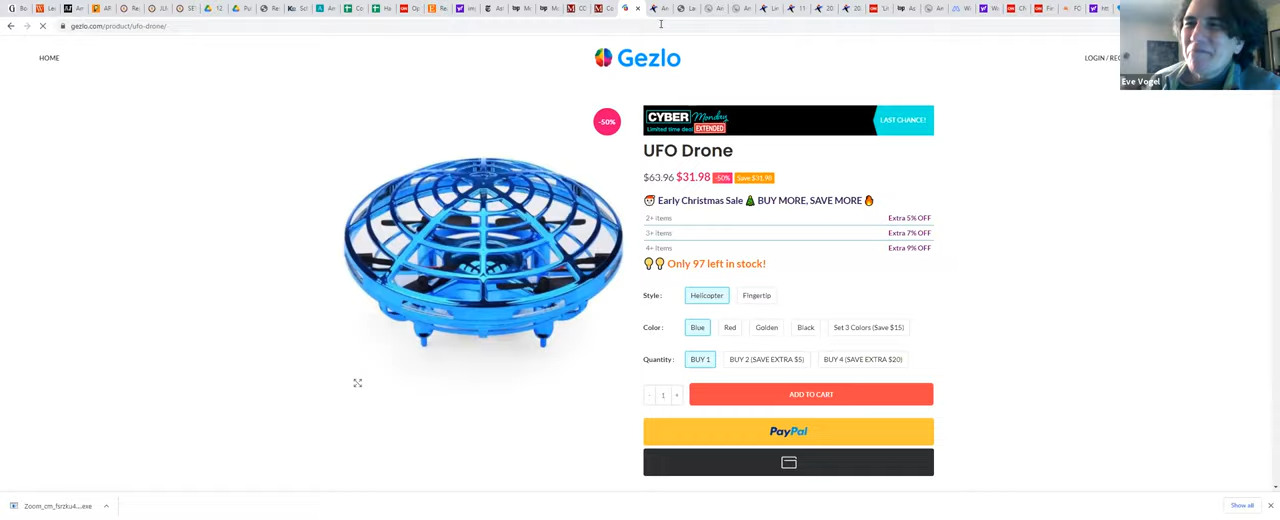 gezlo.com/product/ufo-drone/
Eve Vogel
HOME
Gezlo
LOGIN / REG
-50%
CYBER Monday
Limited time deal EXTENDED
LAST CHANCE!
UFO Drone
$63.96 $31.98 -50% Save $31.98
Early Christmas Sale BUY MORE, SAVE MORE
2+ items Extra 5% OFF
3+ items Extra 7% OFF
4+ items Extra 9% OFF
Only 97 left in stock!
Style : Helicopter Fingertip
Color : Blue Red Golden Black Set 3 Colors (Save $15)
Quantity : BUY 1 BUY 2 (SAVE EXTRA $5) BUY 4 (SAVE EXTRA $20)
- 1 + ADD TO CART
PayPal
Zoom_cm_fsrzku4....exe
Show all